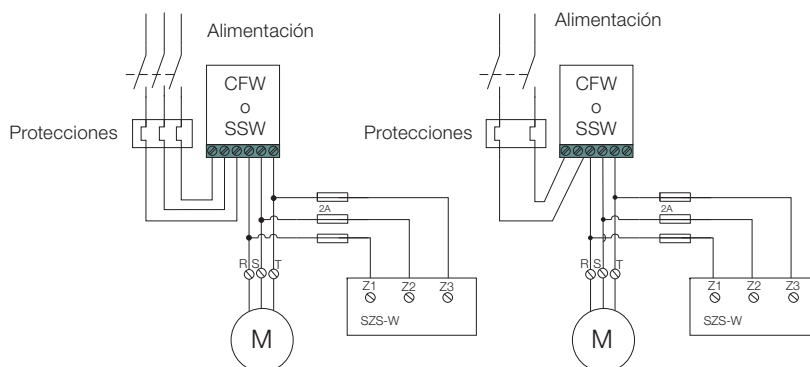 Alimentación
CFW
o
SSW
Protecciones
2A
R S T
Z1 Z2 Z3
SZS-W
M
Alimentación
CFW
o
SSW
Protecciones
2A
R S T
Z1 Z2 Z3
SZS-W
M